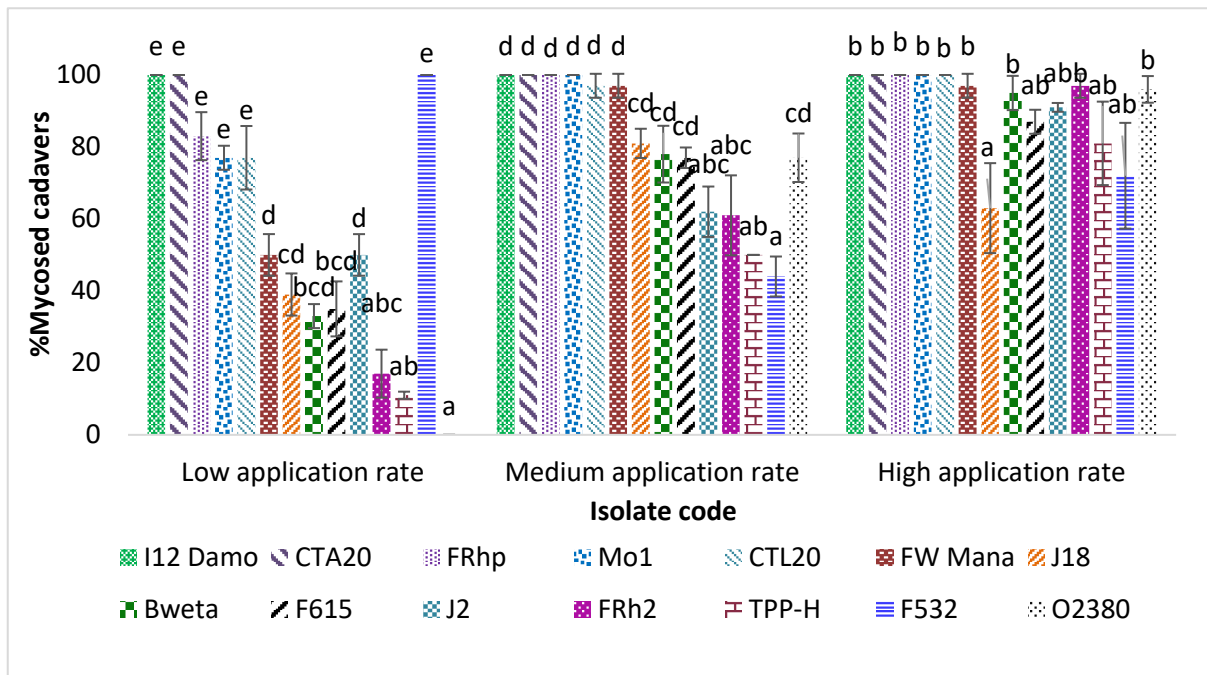 %Mycosed cadavers
100
80
60
40
20
0
e e e e e d cd bcd bcd d abc ab e a
d d d d d d cd cd cd abc abc ab a cd
b b b b b b a b ab abb ab ab b
Low application rate Medium application rate High application rate
Isolate code
I12 Damo CTA20 FRhp Mo1 CTL20 FW Mana J18
Bweta F615 J2 FRh2 TPP-H F532 O2380